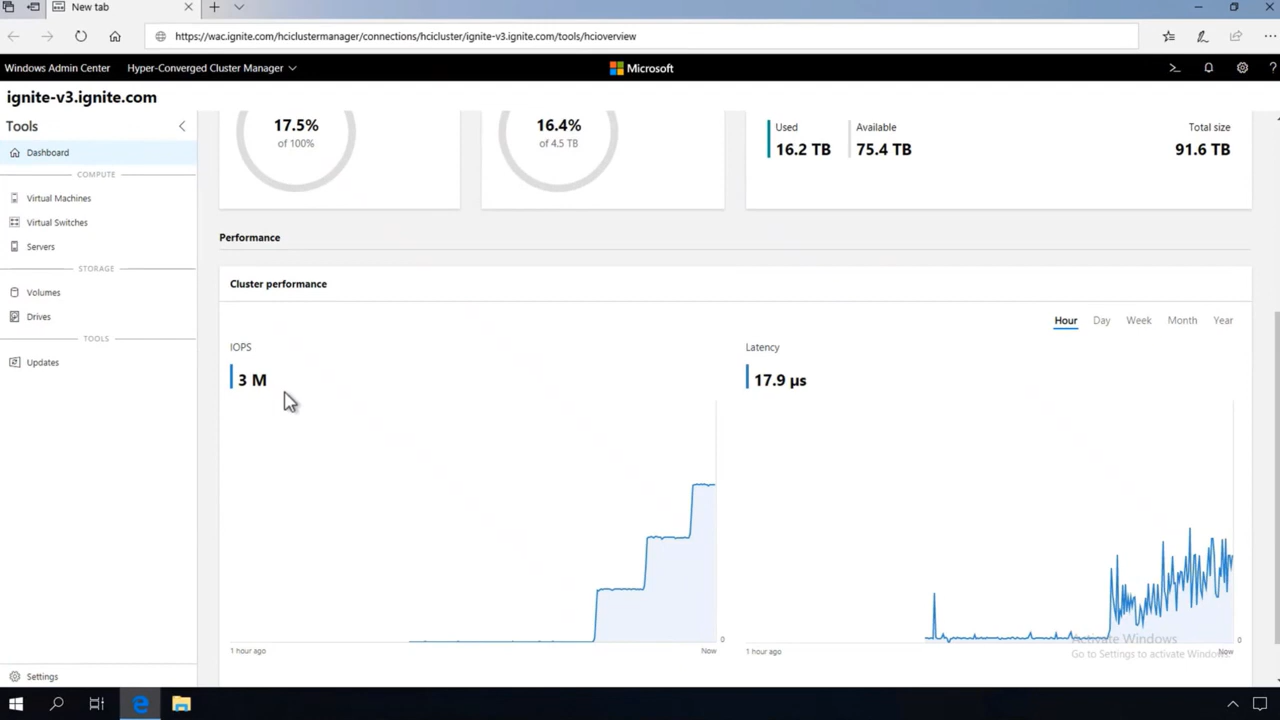 New tab
https://wac.ignite.com/hciclustermanager/connections/hcicluster/ignite-v3.ignite.com/tools/hcioverview
Windows Admin Center
Hyper-Converged Cluster Manager
Microsoft
ignite-v3.ignite.com
Tools
Dashboard
COMPUTE
Virtual Machines
Virtual Switches
Servers
STORAGE
Volumes
Drives
TOOLS
Updates
Settings
17.5%
of 100%
16.4%
of 4.5 TB
Used
16.2 TB
Available
75.4 TB
Total size
91.6 TB
Performance
Cluster performance
Hour Day Week Month Year
IOPS
3 M
0
1 hour ago Now
Latency
17.9 µs
0
1 hour ago Now
Activate Windows
Go to Settings to activate Windows.